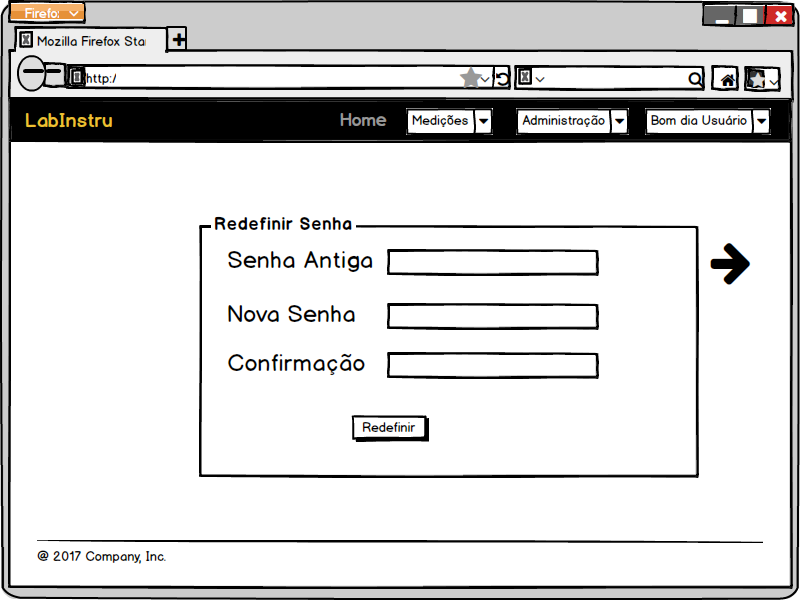 Firefox
Mozilla Firefox Star
http:/
LabInstru
Home
Medições
Administração
Bom dia Usuário
Redefinir Senha
Senha Antiga
Nova Senha
Confirmação
Redefinir
@ 2017 Company, Inc.